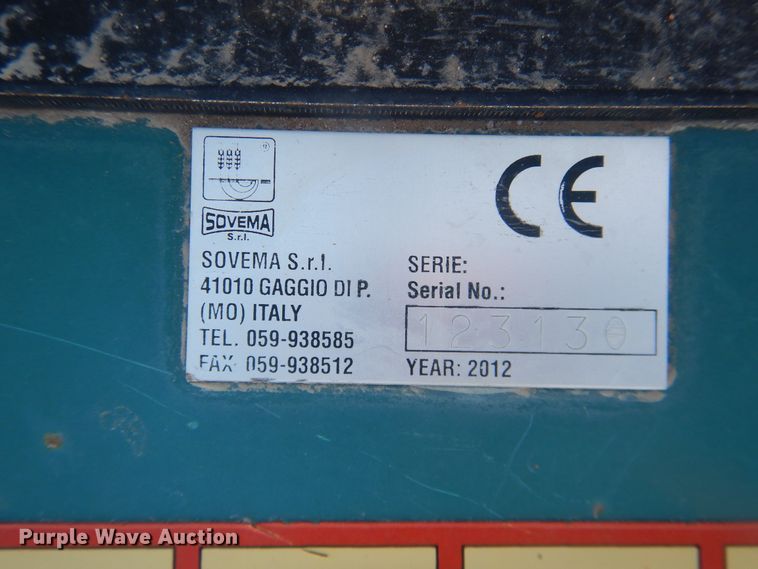 SOVEMA
S.r.l.
SOVEMA S.r.l.
41010 GAGGIO DI P.
(MO) ITALY
TEL. 059-938585
FAX: 059-938512
CE
SERIE:
Serial No.:
123130
YEAR: 2012
Purple Wave Auction